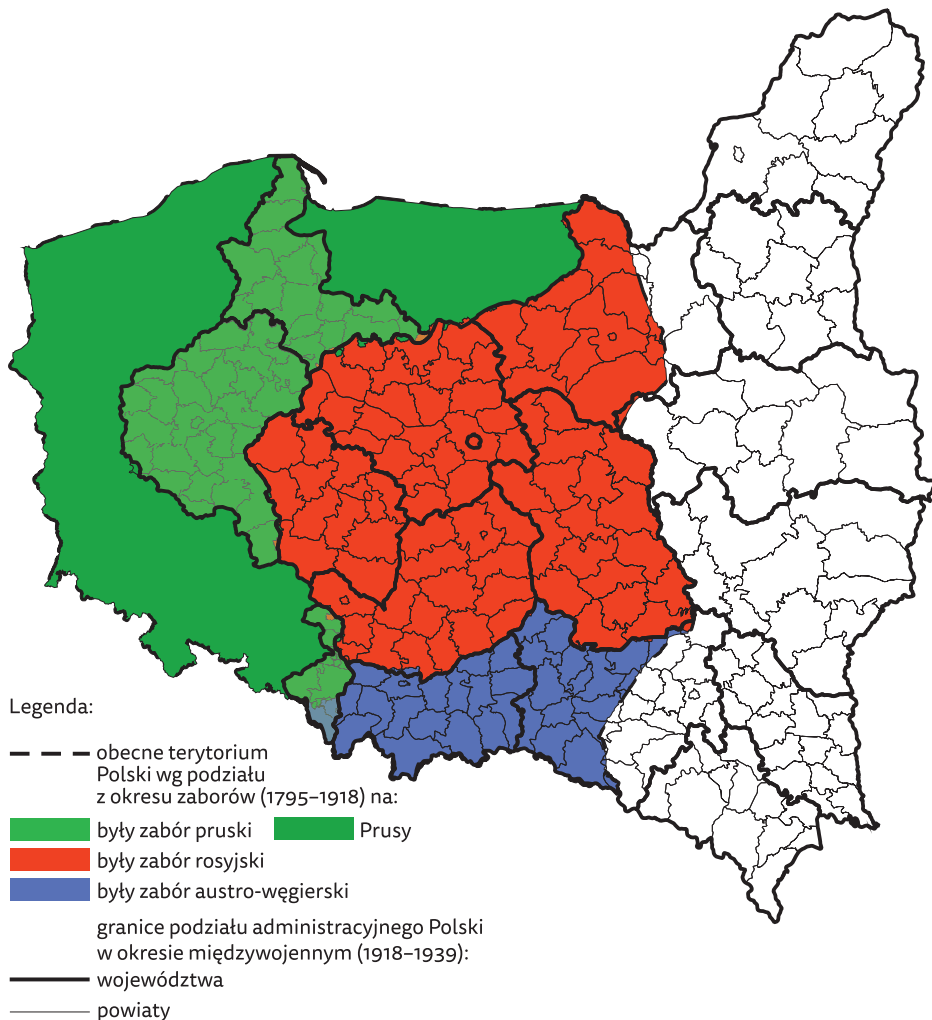 Legenda:
obecne terytorium
Polski wg podziału
z okresu zaborów (1795–1918) na:
były zabór pruski Prusy
były zabór rosyjski
były zabór austro-węgierski
granice podziału administracyjnego Polski
w okresie międzywojennym (1918–1939):
województwa
powiaty